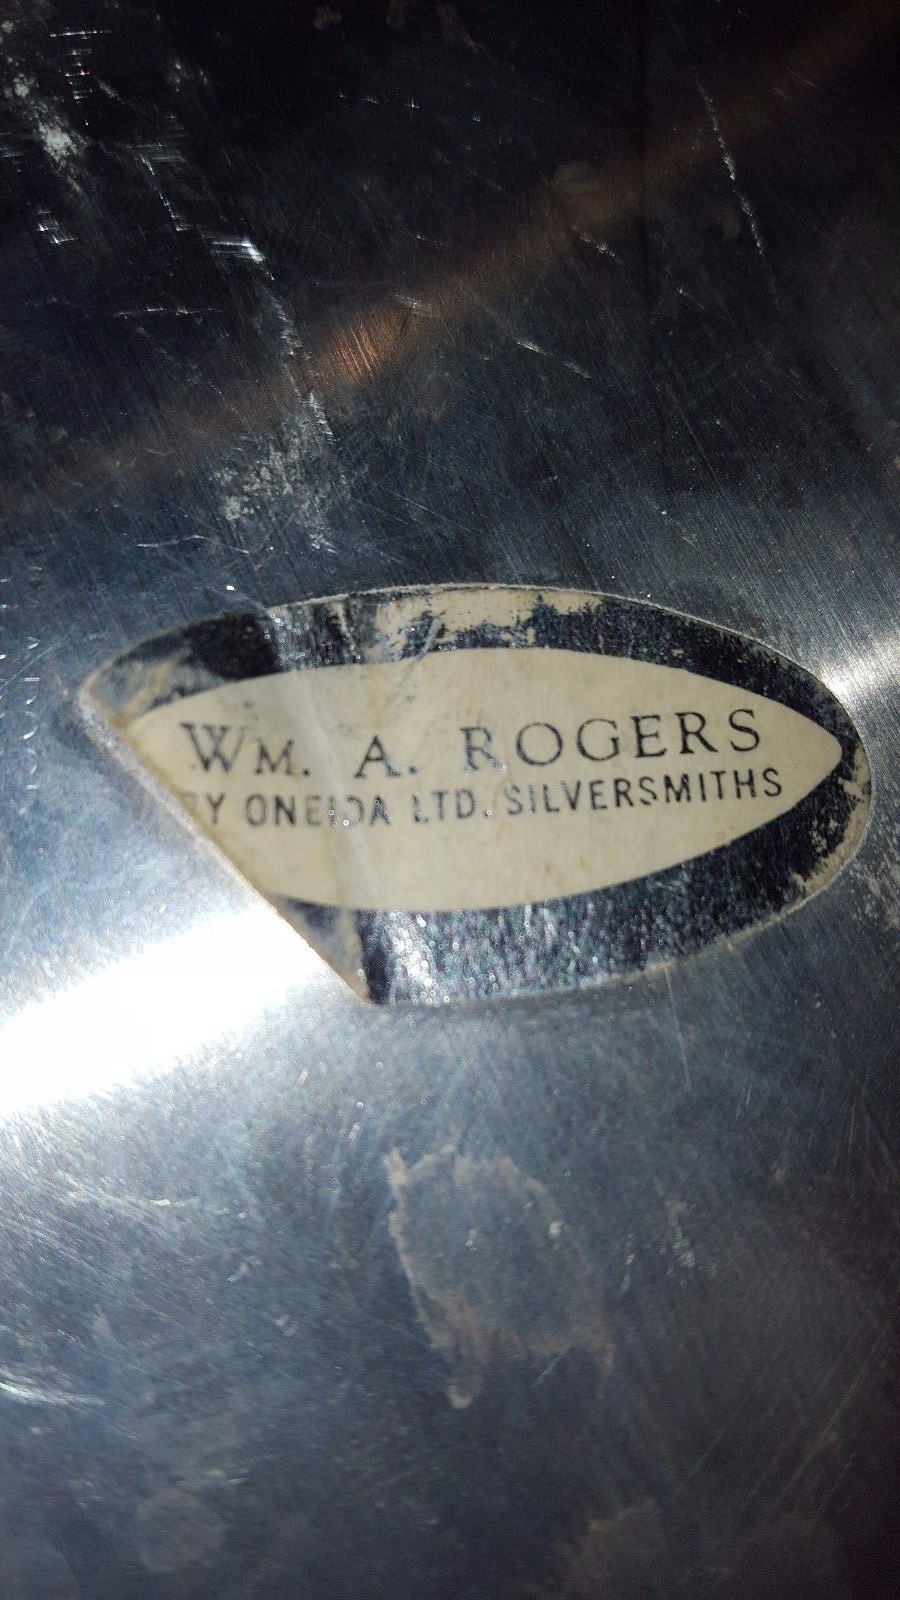 WM. A. ROGERS
BY ONEIDA LTD. SILVERSMITHS